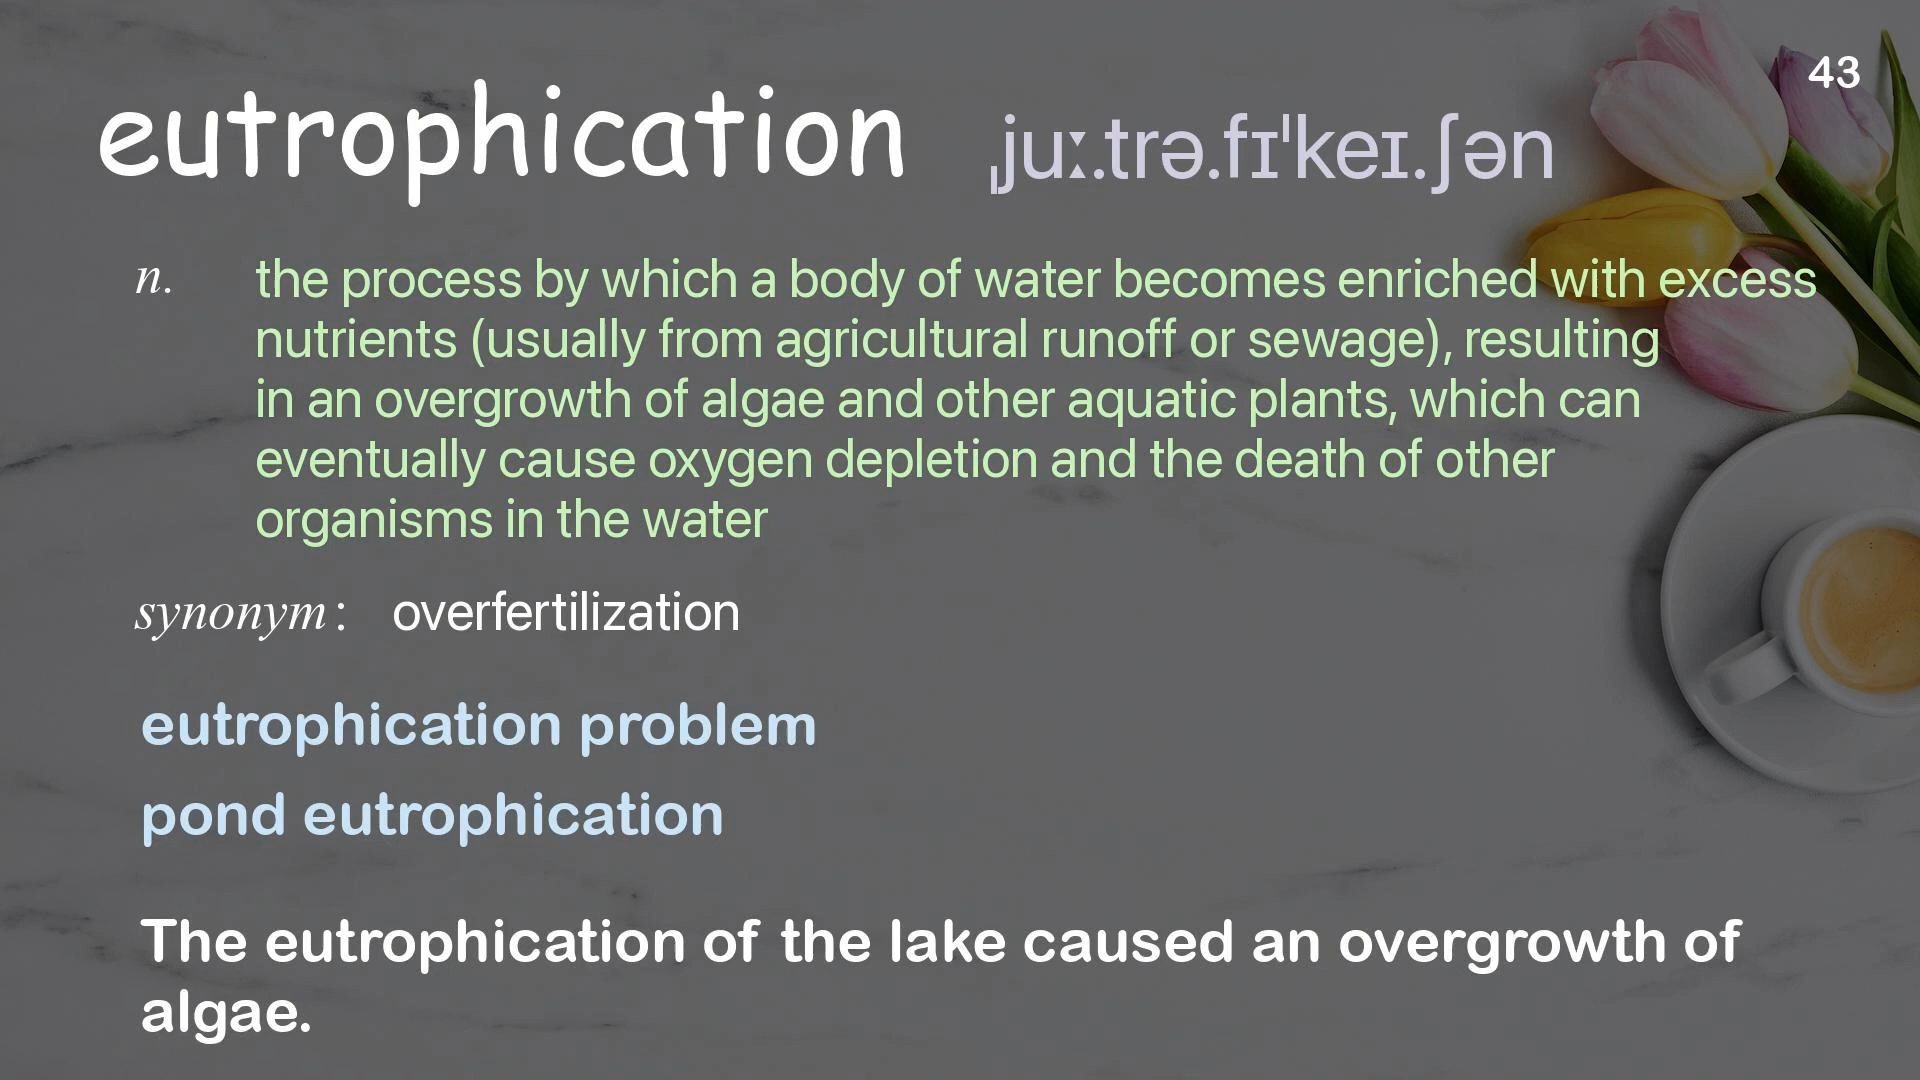 43
eutrophication ˌjuː.trə.fɪˈkeɪ.ʃən
n. the process by which a body of water becomes enriched with excess
nutrients (usually from agricultural runoff or sewage), resulting
in an overgrowth of algae and other aquatic plants, which can
eventually cause oxygen depletion and the death of other
organisms in the water
synonym: overfertilization
eutrophication problem
pond eutrophication
The eutrophication of the lake caused an overgrowth of
algae.